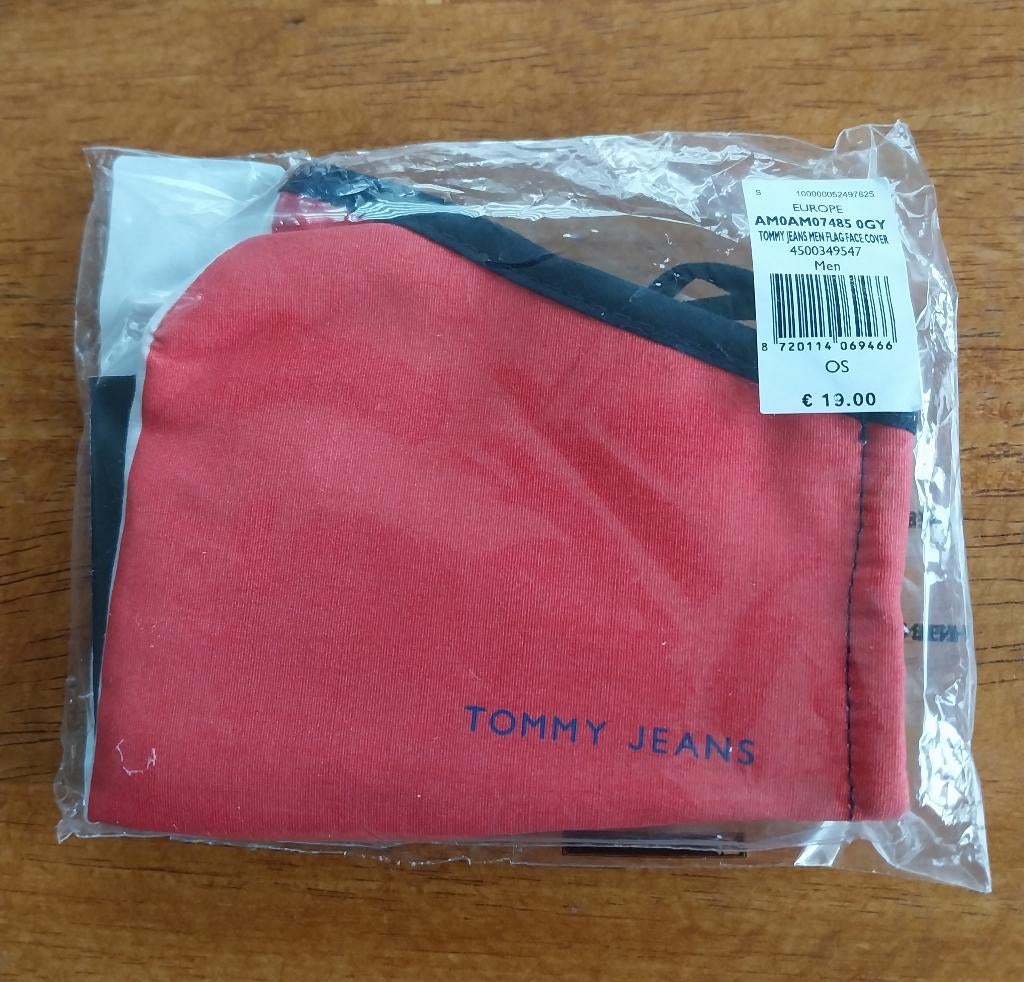 S 100000052497625
EUROPE
AM0AM07485 0GY
TOMMY JEANS MEN FLAG FACE COVER
4500349547
Men
8 720114 069466
OS
€ 19.00
TOMMY JEANS